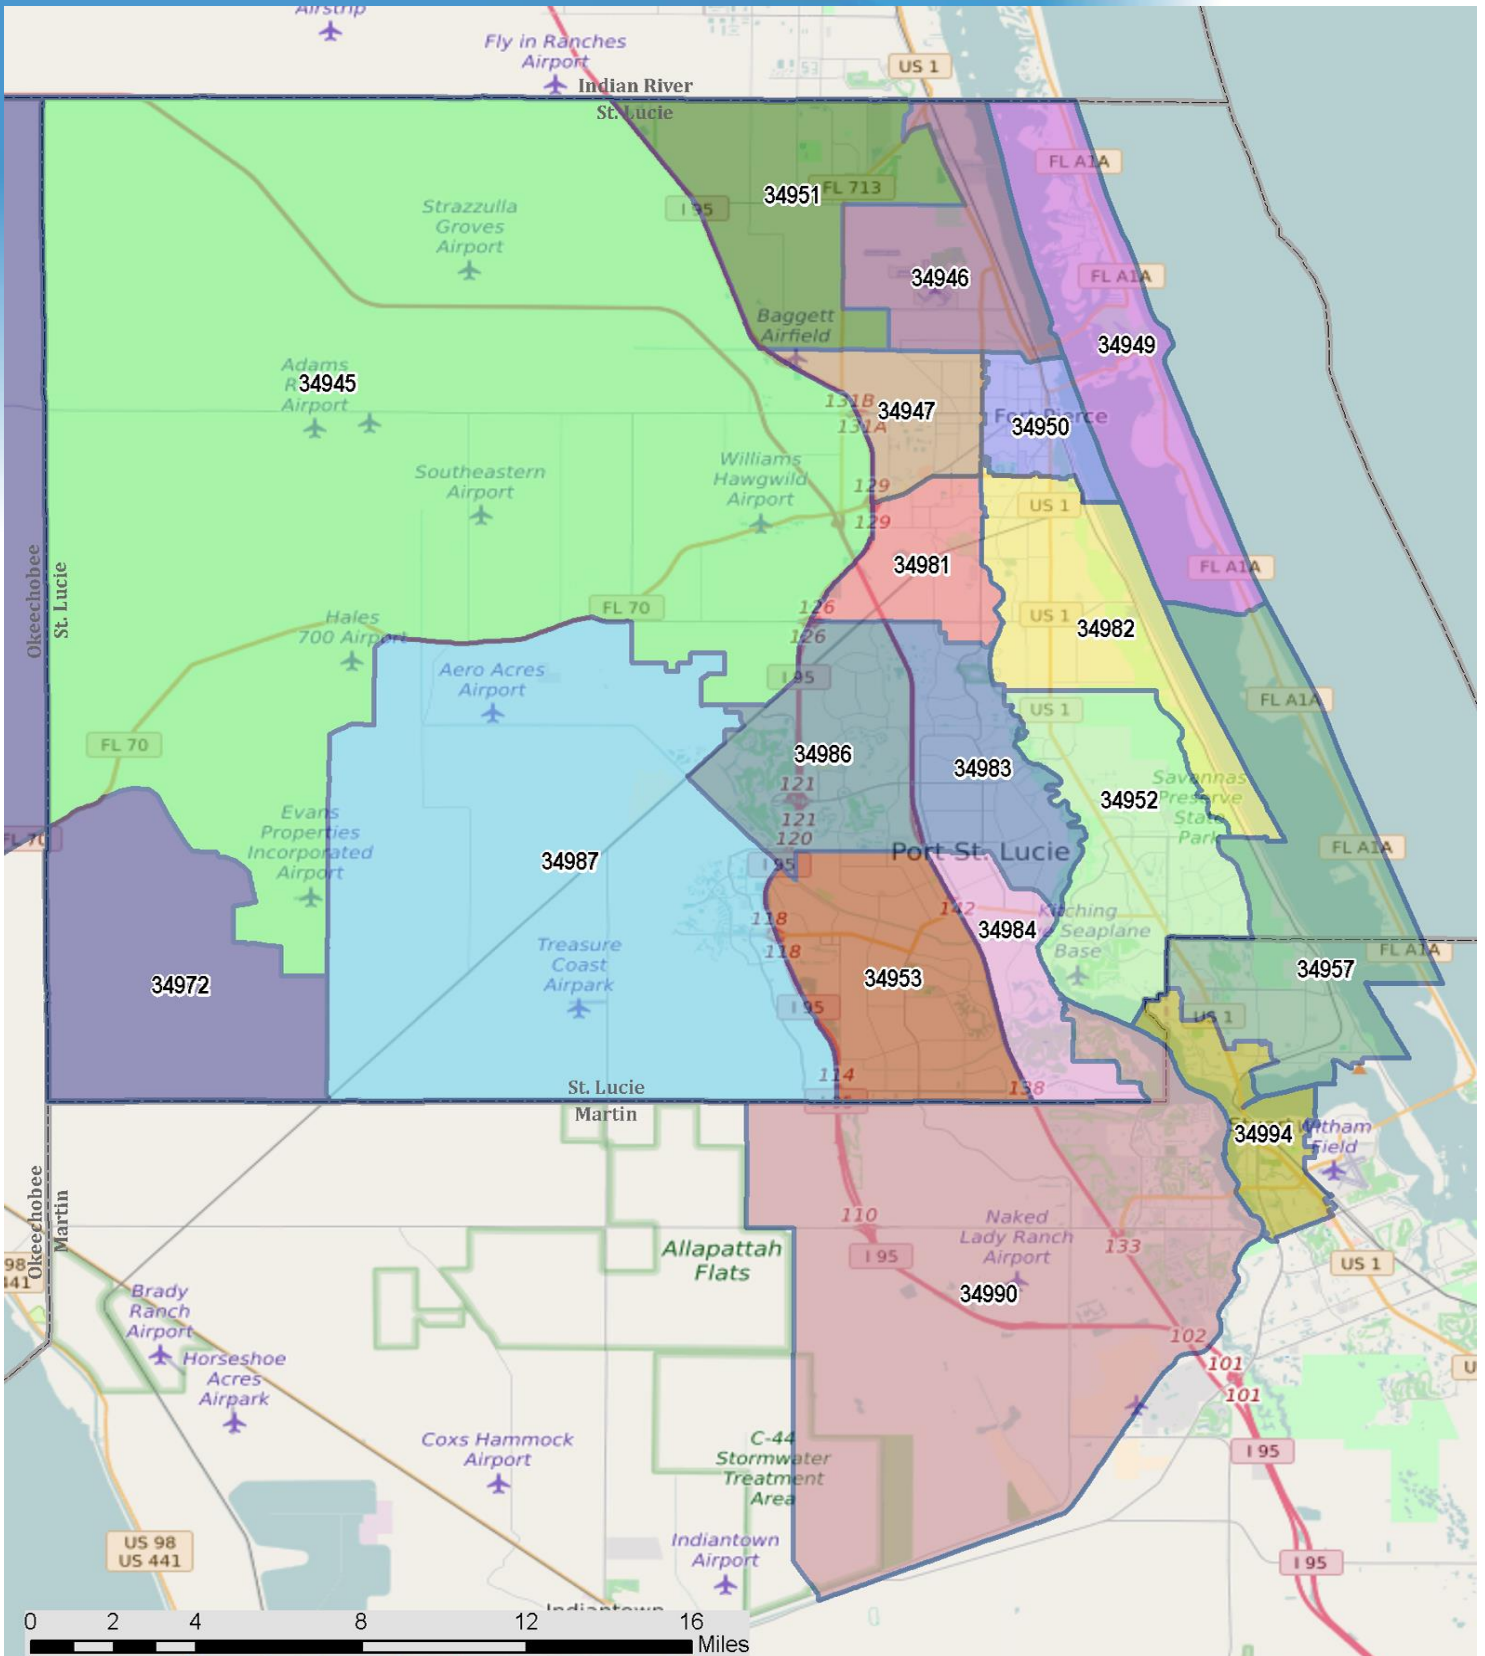 Airstrip
Fly in Ranches
Airport
US 1
Indian River
St. Lucie
FL A1A
34951
FL 713
I 95
Strazzulla
Groves
Airport
34946
FL A1A
Baggett
Airfield
34949
Adams
34945
Airport
131B
34947
131A
34950
Williams
Hawgwild
Airport
Southeastern
Airport
129
129
US 1
34981
FL A1A
Okeechobee
St. Lucie
FL 70
126
126
US 1
34982
Hales
700 Airport
Aero Acres
Airport
I 95
US 1
FL A1A
FL 70
34986
34983
121
121
120
34952
Savannas
Preserve
State
Park
Evans
Properties
Incorporated
Airport
FL 70
34987
Port St. Lucie
FL A1A
I 95
118
118
142
34984
Kitching
Seaplane
Base
Treasure
Coast
Airpark
34972
34953
34957
FL A1A
I 95
US 1
114
138
St. Lucie
Martin
I 95
34994
Witham
Field
Okeechobee
Martin
110
Naked
Lady Ranch
Airport
133
Allapattah
Flats
I 95
US 1
34990
Brady
Ranch
Airport
102
101
101
Horseshoe
Acres
Airpark
Coxs Hammock
Airport
C-44
Stormwater
Treatment
Area
I 95
US 98
US 441
Indiantown
Airport
I 95
Indiantown
0 2 4 8 12 16
Miles